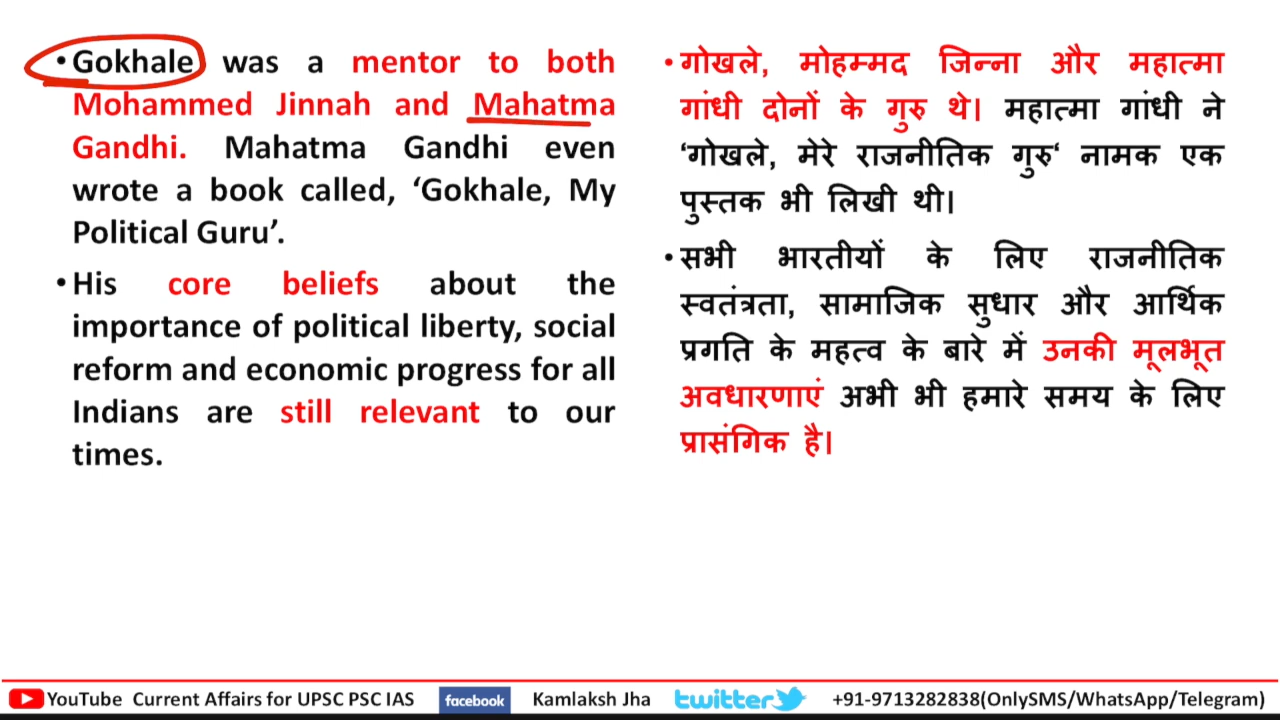 •Gokhale was a mentor to both
Mohammed Jinnah and Mahatma
Gandhi. Mahatma Gandhi even
wrote a book called, ‘Gokhale, My
Political Guru’.
•His core beliefs about the
importance of political liberty, social
reform and economic progress for all
Indians are still relevant to our
times.
•गोखले, मोहम्मद जिन्ना और महात्मा
गांधी दोनों के गुरु थे। महात्मा गांधी ने
‘गोखले, मेरे राजनीतिक गुरु‘ नामक एक
पुस्तक भी लिखी थी।
•सभी भारतीयों के लिए राजनीतिक
स्वतंत्रता, सामाजिक सुधार और आर्थिक
प्रगति के महत्व के बारे में उनकी मूलभूत
अवधारणाएं अभी भी हमारे समय के लिए
प्रासंगिक है।
YouTube Current Affairs for UPSC PSC IAS facebook Kamlaksh Jha twitter +91-9713282838(OnlySMS/WhatsApp/Telegram)